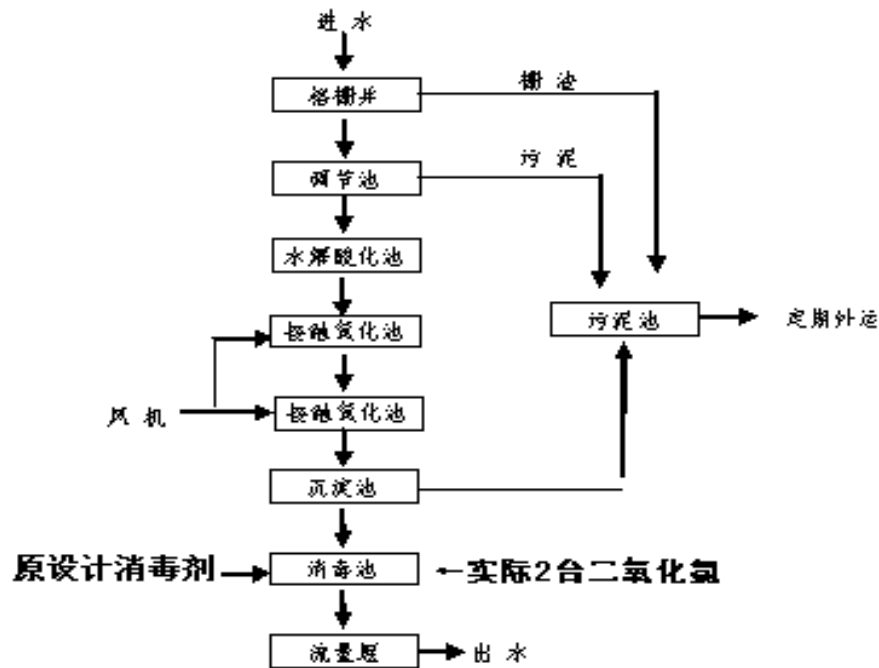 进 水
格栅井
栅 渣
调节池
污 泥
水解酸化池
接触氧化池
污泥池
定期外运
风 机
接触氧化池
沉淀池
原设计消毒剂
消毒池
实际2台二氧化氯
流量堰
出 水